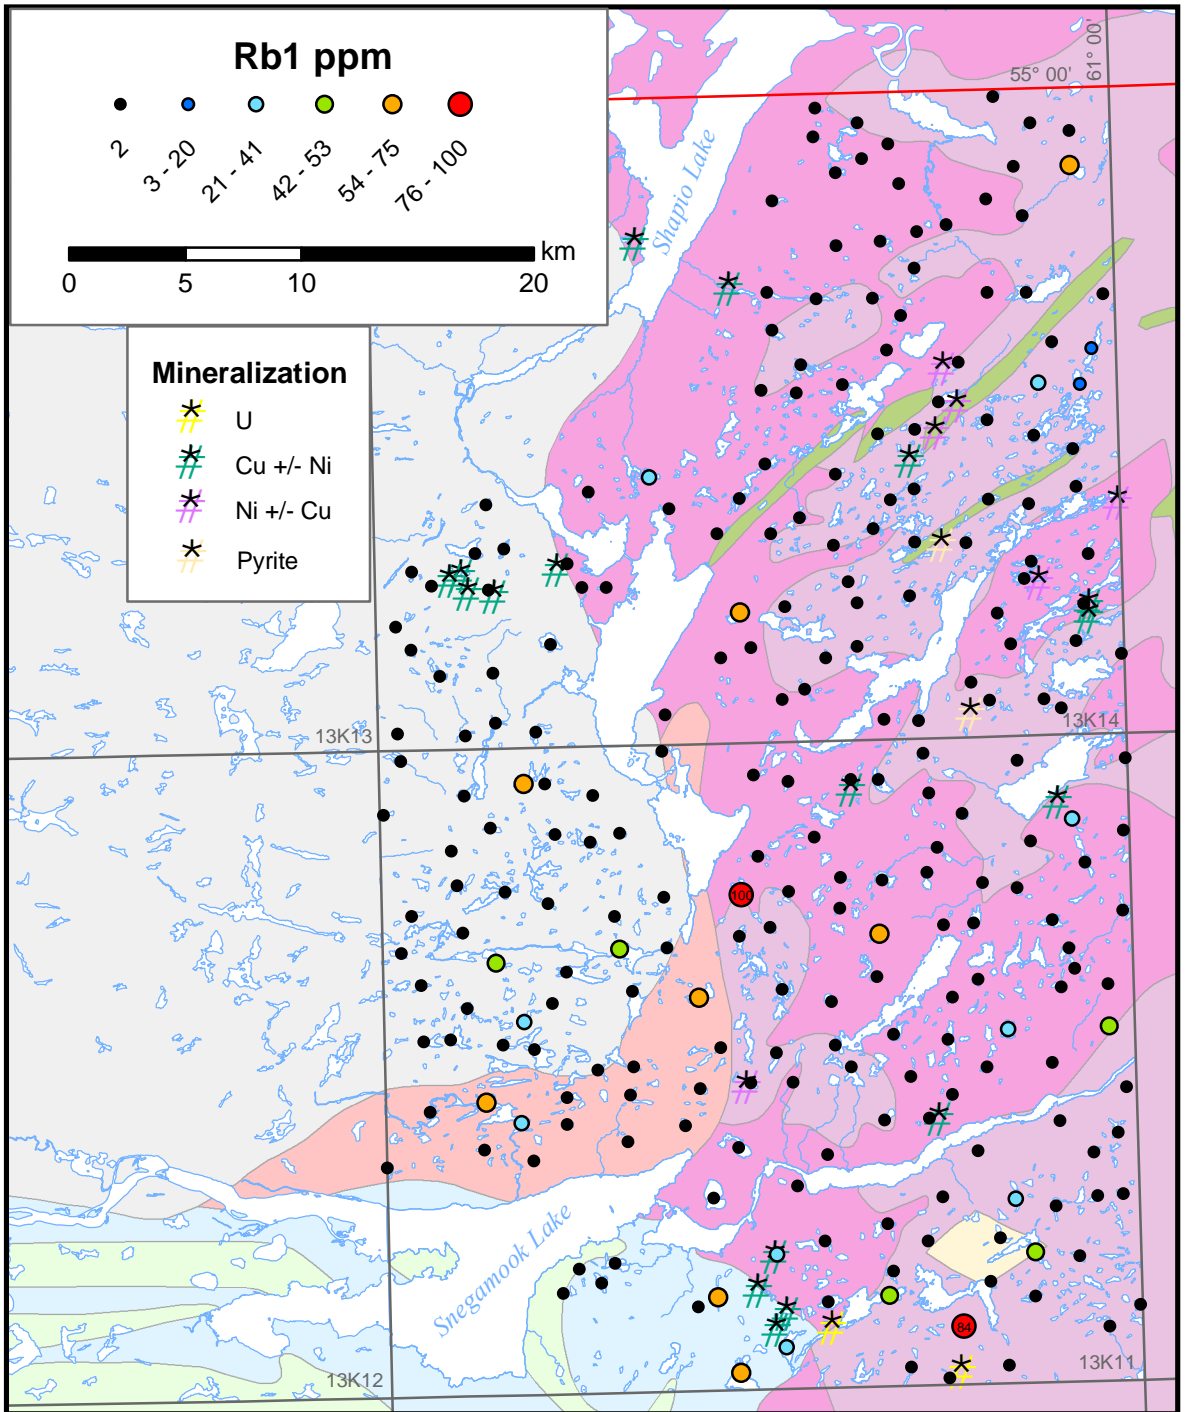 Rb1 ppm
2
3 - 20
21 - 41
42 - 53
54 - 75
76 - 100
km
0 5 10 20
Mineralization
U
Cu +/- Ni
Ni +/- Cu
Pyrite
55° 00'
61° 00'
Shapio Lake
13K13
13K14
100
Snegamook Lake
84
13K12
13K11